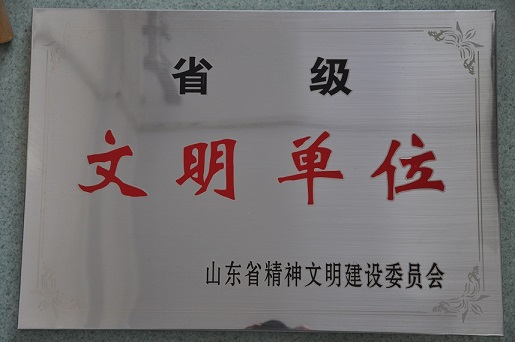 省级
文明单位
山东省精神文明建设委员会